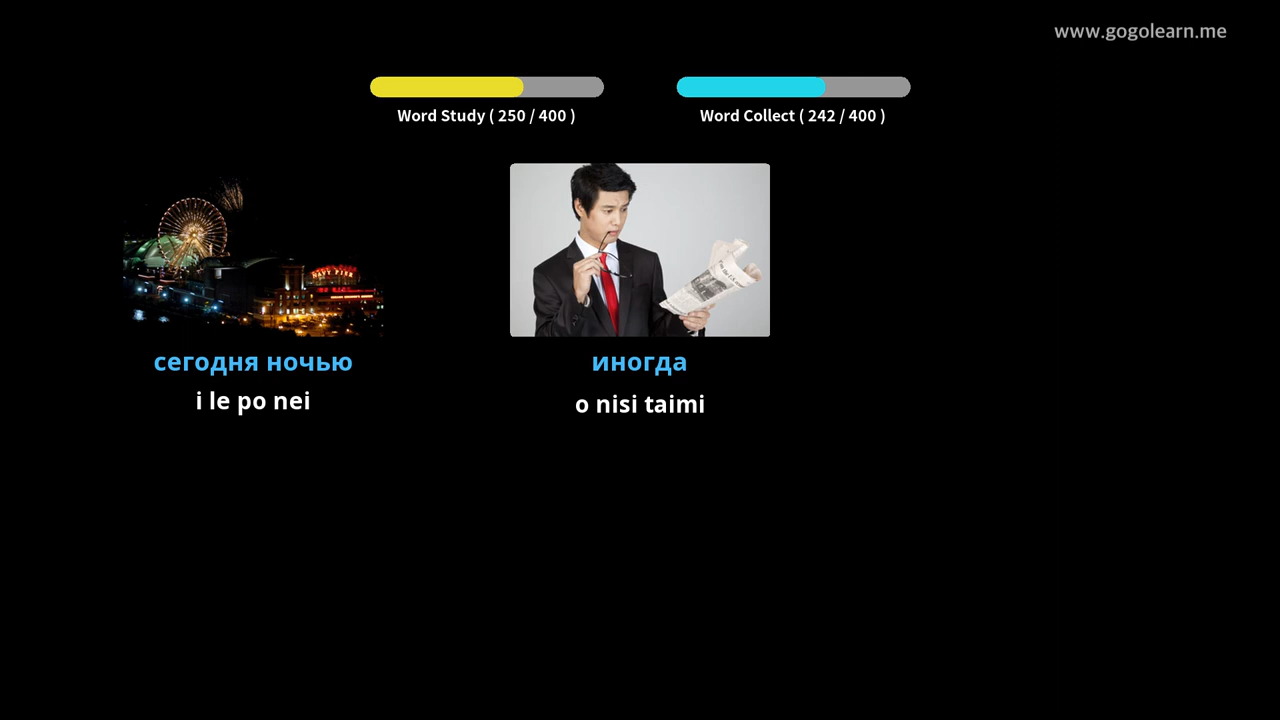 www.gogolearn.me
Word Study ( 250 / 400 )
Word Collect ( 242 / 400 )
сегодня ночью
i le po nei
иногда
o nisi taimi